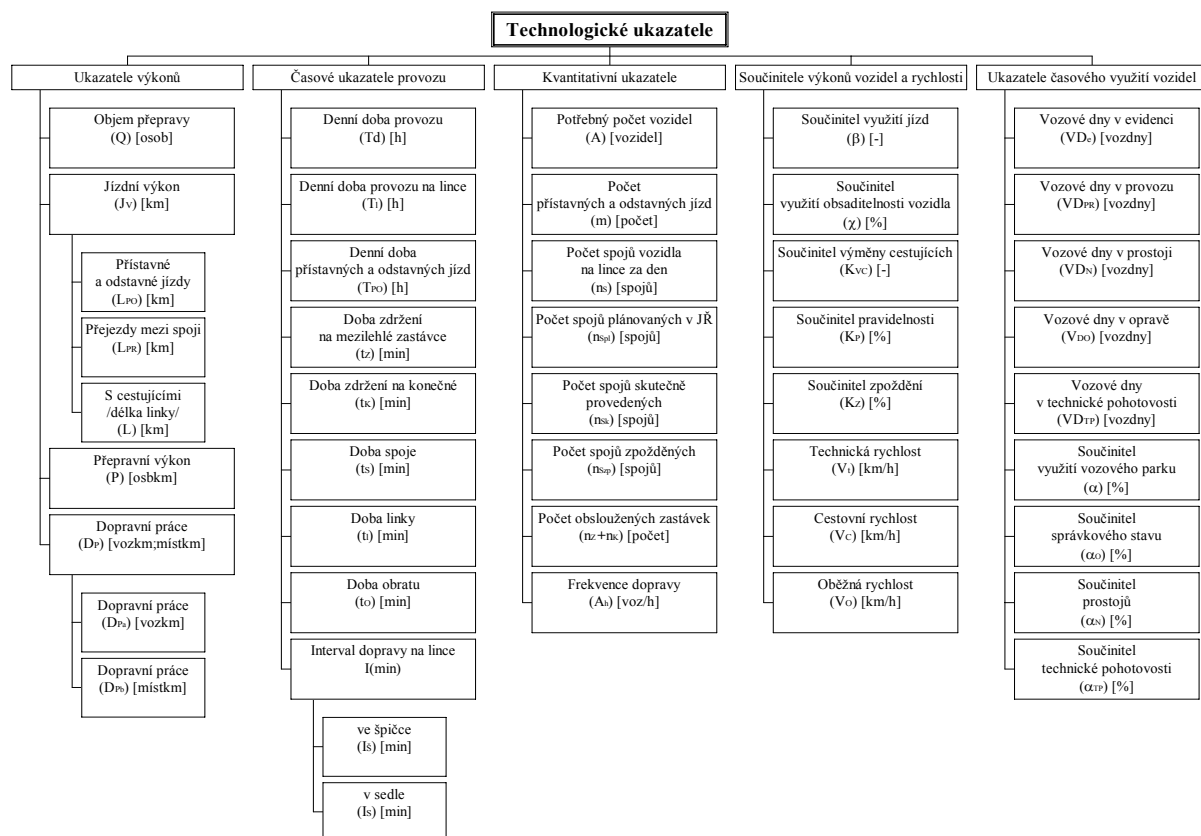 Technologické ukazatele
Ukazatele výkonů
Objem přepravy
(Q) [osob]
Jízdní výkon
(JV) [km]
Přístavné
a odstavné jízdy
(LPO) [km]
Přejezdy mezi spoji
(LPR) [km]
S cestujícími
/délka linky/
(L) [km]
Přepravní výkon
(P) [osbkm]
Dopravní práce
(DP) [vozkm;místkm]
Dopravní práce
(DPa) [vozkm]
Dopravní práce
(DPb) [místkm]
Časové ukazatele provozu
Denní doba provozu
(Td) [h]
Denní doba provozu na lince
(Tl) [h]
Denní doba
přístavných a odstavných jízd
(TPO) [h]
Doba zdržení
na mezilehlé zastávce
(tZ) [min]
Doba zdržení na konečné
(tK) [min]
Doba spoje
(tS) [min]
Doba linky
(tl) [min]
Doba obratu
(tO) [min]
Interval dopravy na lince
I(min)
ve špičce
(IŠ) [min]
v sedle
(IS) [min]
Kvantitativní ukazatele
Potřebný počet vozidel
(A) [vozidel]
Počet
přístavných a odstavných jízd
(m) [počet]
Počet spojů vozidla
na lince za den
(nS) [spojů]
Počet spojů plánovaných v JŘ
(nSpl) [spojů]
Počet spojů skutečně
provedených
(nSk) [spojů]
Počet spojů zpožděných
(nSzp) [spojů]
Počet obsloužených zastávek
(nZ+nK) [počet]
Frekvence dopravy
(Ah) [voz/h]
Součinitele výkonů vozidel a rychlosti
Součinitel využití jízd
(β) [-]
Součinitel
využití obsaditelnosti vozidla
(χ) [%]
Součinitel výměny cestujících
(KVC) [-]
Součinitel pravidelnosti
(KP) [%]
Součinitel zpoždění
(KZ) [%]
Technická rychlost
(Vt) [km/h]
Cestovní rychlost
(VC) [km/h]
Oběžná rychlost
(VO) [km/h]
Ukazatele časového využití vozidel
Vozové dny v evidenci
(VDe) [vozdny]
Vozové dny v provozu
(VDPR) [vozdny]
Vozové dny v prostoji
(VDN) [vozdny]
Vozové dny v opravě
(VDO) [vozdny]
Vozové dny
v technické pohotovosti
(VDTP) [vozdny]
Součinitel
využití vozového parku
(α) [%]
Součinitel
správkového stavu
(αO) [%]
Součinitel
prostojů
(αN) [%]
Součinitel
technické pohotovosti
(αTP) [%]